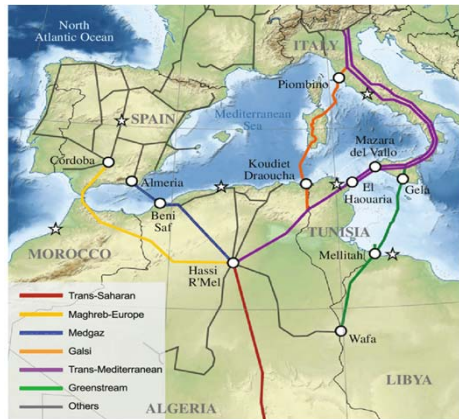 North
Atlantic Ocean
ITALY
Piombino
SPAIN
Mediterranean
Sea
Mazara
del Vallo
Koudiet
Draoucha
Córdoba
Almeria
El
Haouaria
Gela
Beni
Saf
TUNISIA
MOROCCO
Mellitah
Hassi
R'Mel
Trans-Saharan
Maghreb-Europe
Medgaz
Galsi
Trans-Mediterranean
Greenstream
Others
Wafa
LIBYA
ALGERIA